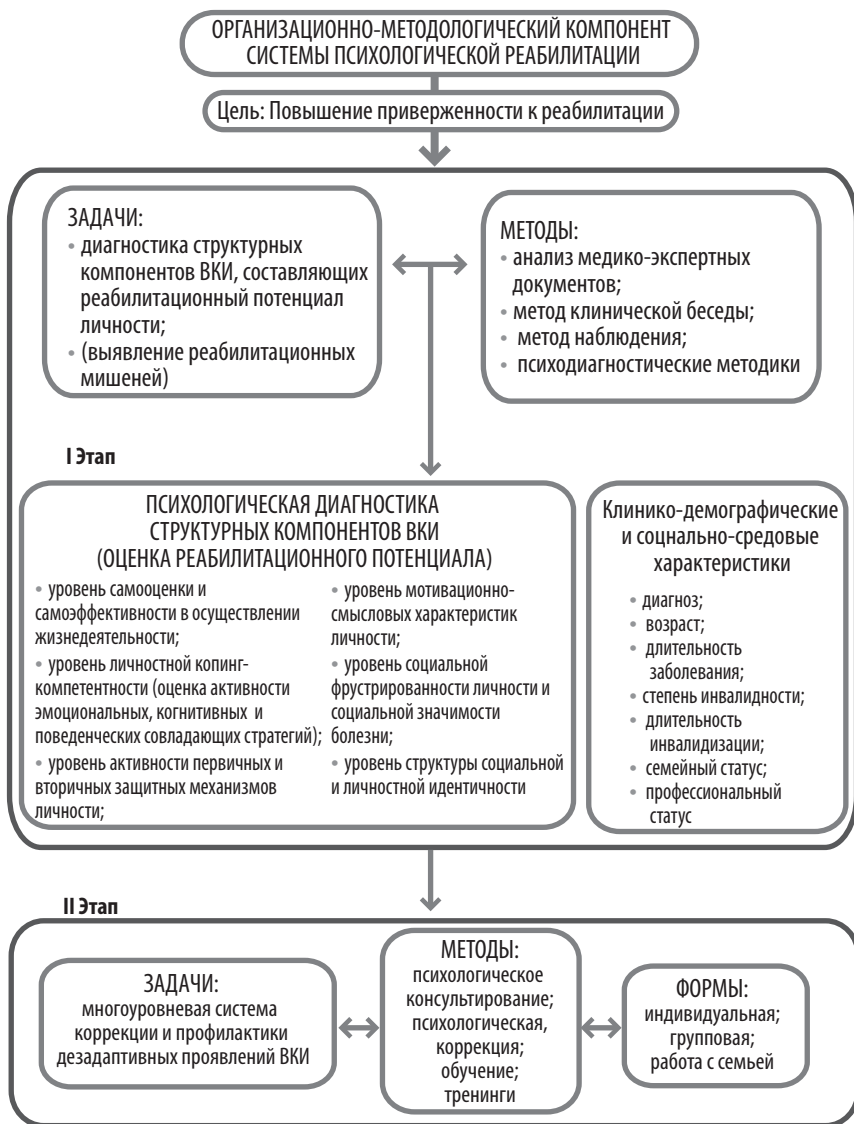 ОРГАНИЗАЦИОННО-МЕТОДОЛОГИЧЕСКИЙ КОМПОНЕНТ
СИСТЕМЫ ПСИХОЛОГИЧЕСКОЙ РЕАБИЛИТАЦИИ
Цель: Повышение приверженности к реабилитации
ЗАДАЧИ:
• диагностика структурных
компонентов ВКИ, составляющих
реабилитационный потенциал
личности;
• (выявление реабилитационных
мишеней)
МЕТОДЫ:
• анализ медико-экспертных
документов;
• метод клинической беседы;
• метод наблюдения;
• психодиагностические методики
I Этап
ПСИХОЛОГИЧЕСКАЯ ДИАГНОСТИКА
СТРУКТУРНЫХ КОМПОНЕНТОВ ВКИ
(ОЦЕНКА РЕАБИЛИТАЦИОННОГО ПОТЕНЦИАЛА)
• уровень самооценки и
самоэффективности в осуществлении
жизнедеятельности;
• уровень личностной копинг-
компетентности (оценка активности
эмоциональных, когнитивных и
поведенческих совладающих стратегий);
• уровень активности первичных и
вторичных защитных механизмов
личности;
• уровень мотивационно-
смысловых характеристик
личности;
• уровень социальной
фрустрированности личности и
социальной значимости
болезни;
• уровень структуры социальной
и личностной идентичности
Клинико-демографические
и социально-средовые
характеристики
• диагноз;
• возраст;
• длительность
заболевания;
• степень инвалидности;
• длительность
инвалидизации;
• семейный статус;
• профессиональный
статус
II Этап
ЗАДАЧИ:
многоуровневая система
коррекции и профилактики
дезадаптивных проявлений ВКИ
МЕТОДЫ:
психологическое
консультирование;
психологическая,
коррекция;
обучение;
тренинги
ФОРМЫ:
индивидуальная;
групповая;
работа с семьей